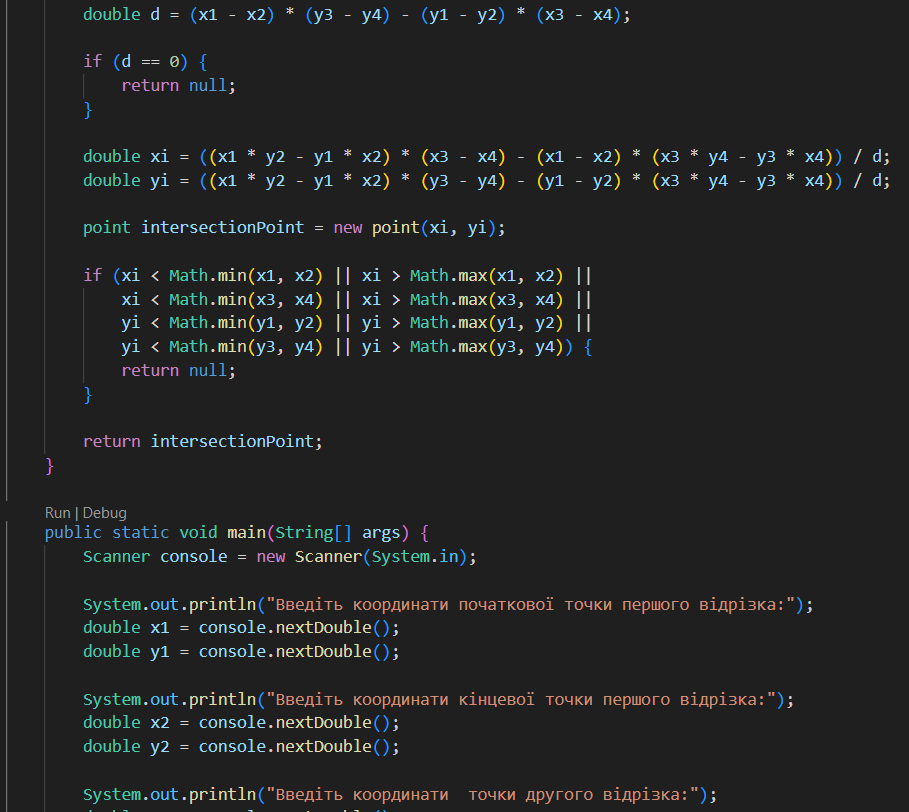 double d = (x1 - x2) * (y3 - y4) - (y1 - y2) * (x3 - x4);
if (d == 0) {
return null;
}
double xi = ((x1 * y2 - y1 * x2) * (x3 - x4) - (x1 - x2) * (x3 * y4 - y3 * x4)) / d;
double yi = ((x1 * y2 - y1 * x2) * (y3 - y4) - (y1 - y2) * (x3 * y4 - y3 * x4)) / d;
point intersectionPoint = new point(xi, yi);
if (xi < Math.min(x1, x2) || xi > Math.max(x1, x2) ||
xi < Math.min(x3, x4) || xi > Math.max(x3, x4) ||
yi < Math.min(y1, y2) || yi > Math.max(y1, y2) ||
yi < Math.min(y3, y4) || yi > Math.max(y3, y4)) {
return null;
}
return intersectionPoint;
}
Run | Debug
public static void main(String[] args) {
Scanner console = new Scanner(System.in);
System.out.println("Введіть координати початкової точки першого відрізка:");
double x1 = console.nextDouble();
double y1 = console.nextDouble();
System.out.println("Введіть координати кінцевої точки першого відрізка:");
double x2 = console.nextDouble();
double y2 = console.nextDouble();
System.out.println("Введіть координати  точки другого відрізка:");